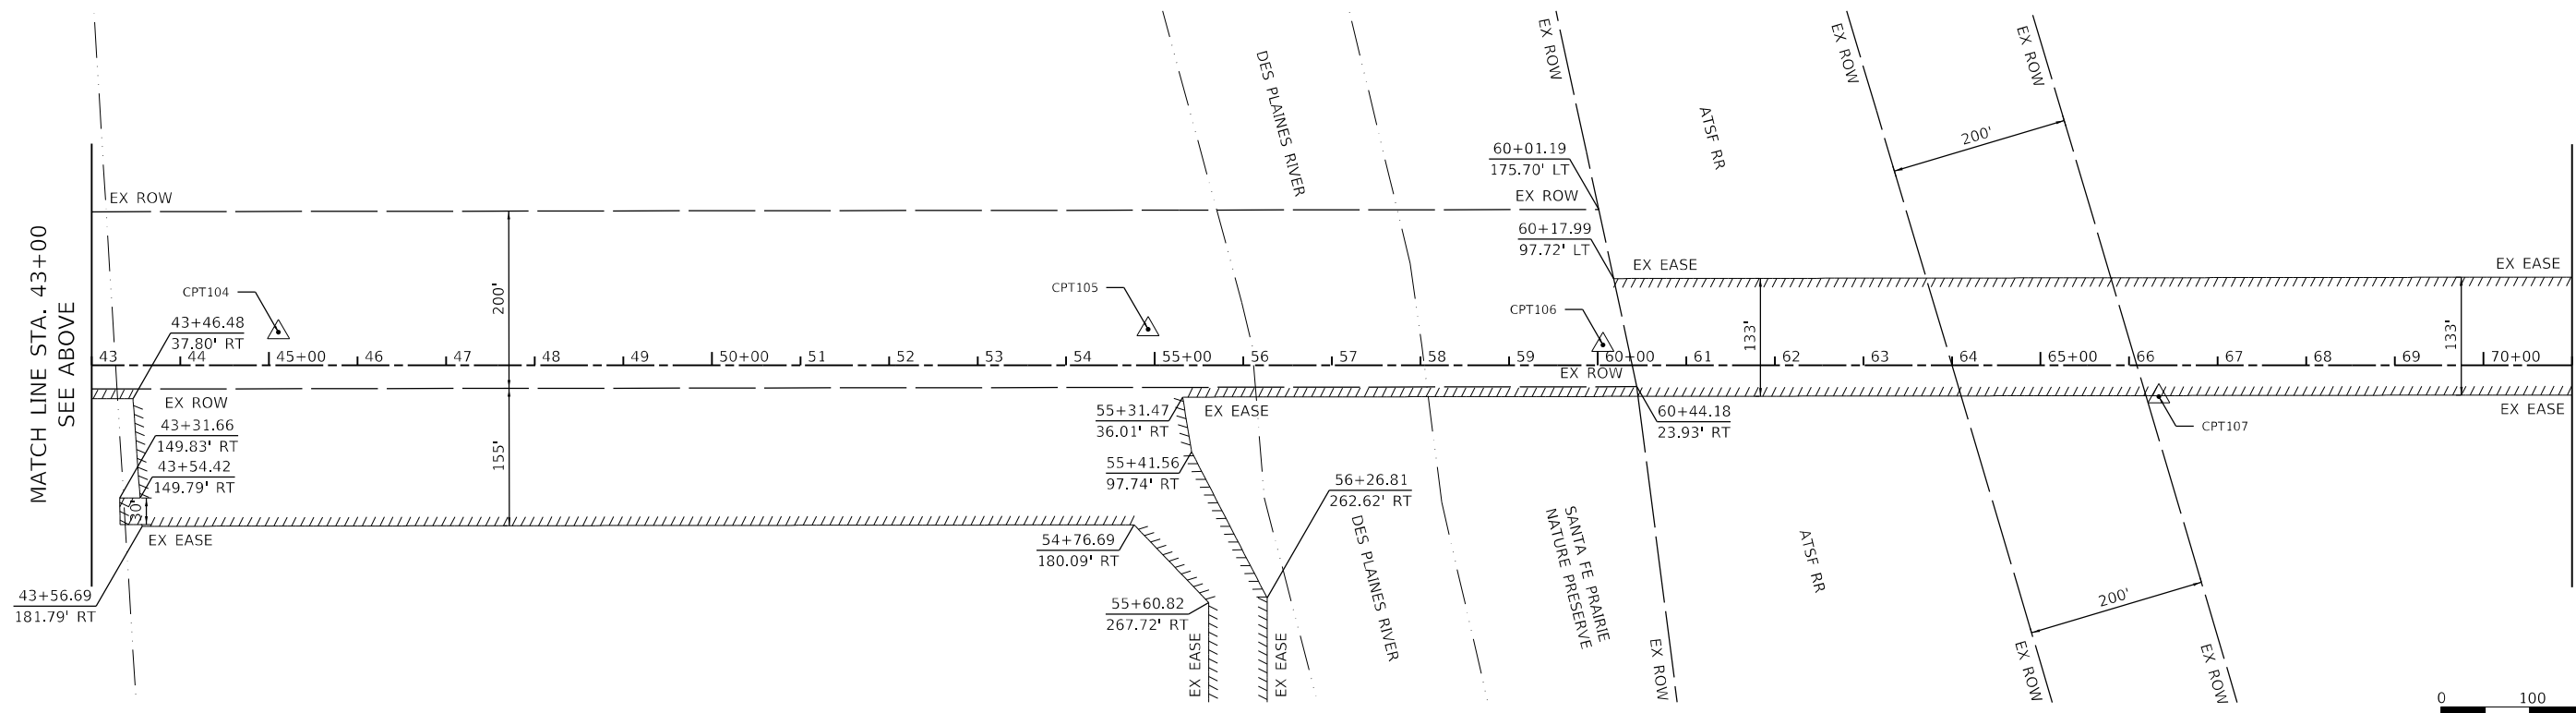 MATCH LINE STA. 43+00
SEE ABOVE
EX ROW
DES PLAINES RIVER
EX ROW
EX ROW
EX ROW
ATSF RR
200'
60+01.19
175.70' LT
EX ROW
60+17.99
97.72' LT
EX EASE
EX EASE
CPT104
CPT105
CPT106
200'
133'
133'
43+46.48
37.80' RT
43
44
45+00
46
47
48
49
50+00
51
52
53
54
55+00
56
57
58
59
60+00
61
62
63
64
65+00
66
67
68
69
70+00
EX ROW
EX ROW
43+31.66
149.83' RT
43+54.42
149.79' RT
30'
155'
EX EASE
55+31.47
36.01' RT
EX EASE
55+41.56
97.74' RT
60+44.18
23.93' RT
EX EASE
CPT107
56+26.81
262.62' RT
54+76.69
180.09' RT
43+56.69
181.79' RT
55+60.82
267.72' RT
EX EASE
EX EASE
DES PLAINES RIVER
SANTA FE PRAIRIE
NATURE PRESERVE
ATSF RR
200'
EX ROW
EX ROW
EX ROW
0 100